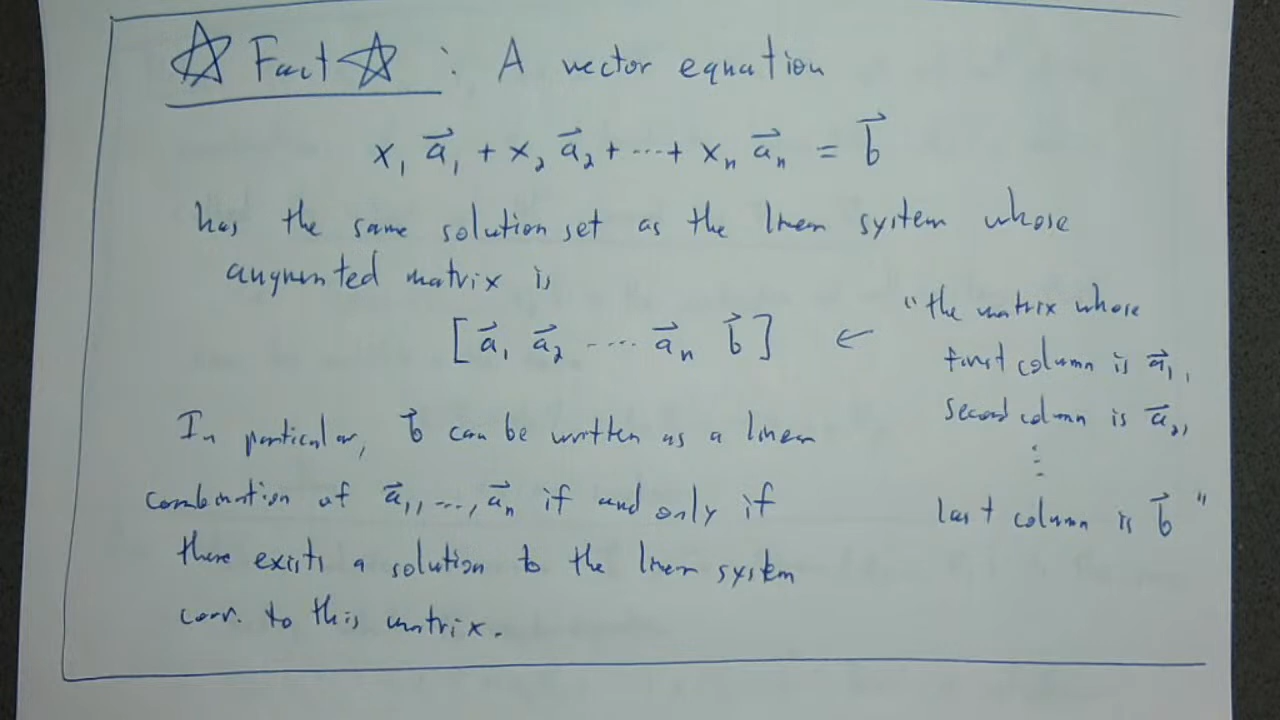 ☆ Fact ☆ : A vector equation
x₁ a⃗₁ + x₂ a⃗₂ + ⋯ + xₙ a⃗ₙ = b⃗
has the same solution set as the linear system whose
augmented matrix is
[a⃗₁ a⃗₂ ⋯ a⃗ₙ b⃗] ←
"the matrix whose
first column is a⃗₁,
second column is a⃗₂,
⋮
last column is b⃗"
In particular, b⃗ can be written as a linear
combination of a⃗₁, ..., a⃗ₙ if and only if
there exists a solution to the linear system
corr. to this matrix.